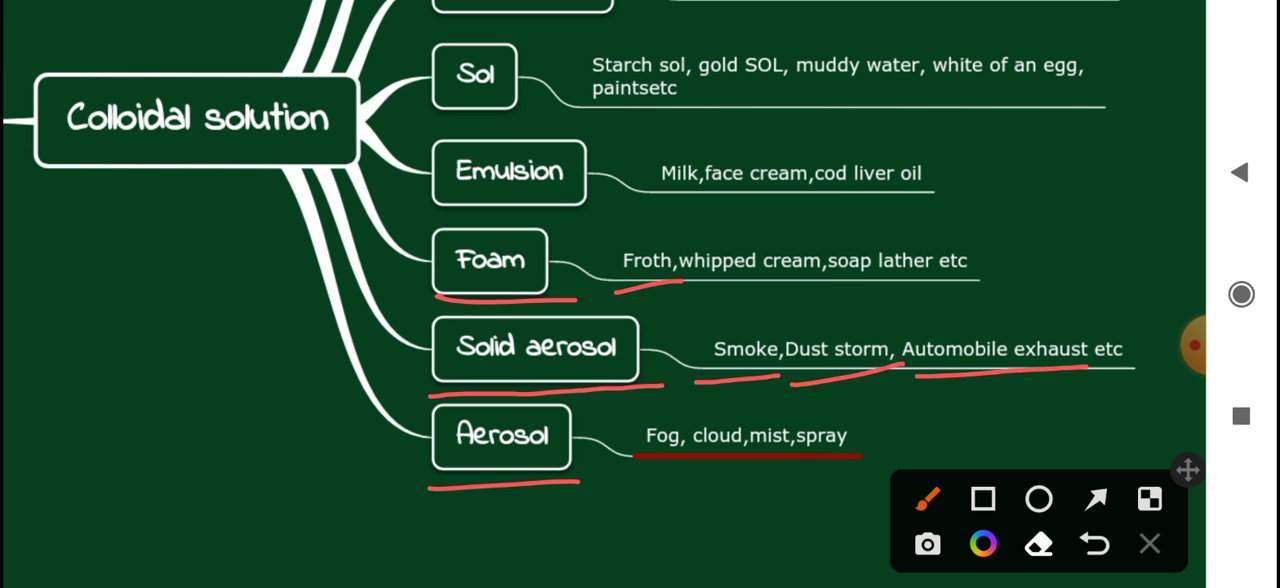 Colloidal solution
Sol
Starch sol, gold SOL, muddy water, white of an egg,
paintsetc
Emulsion
Milk,face cream,cod liver oil
Foam
Froth,whipped cream,soap lather etc
Solid aerosol
Smoke,Dust storm, Automobile exhaust etc
Aerosol
Fog, cloud,mist,spray